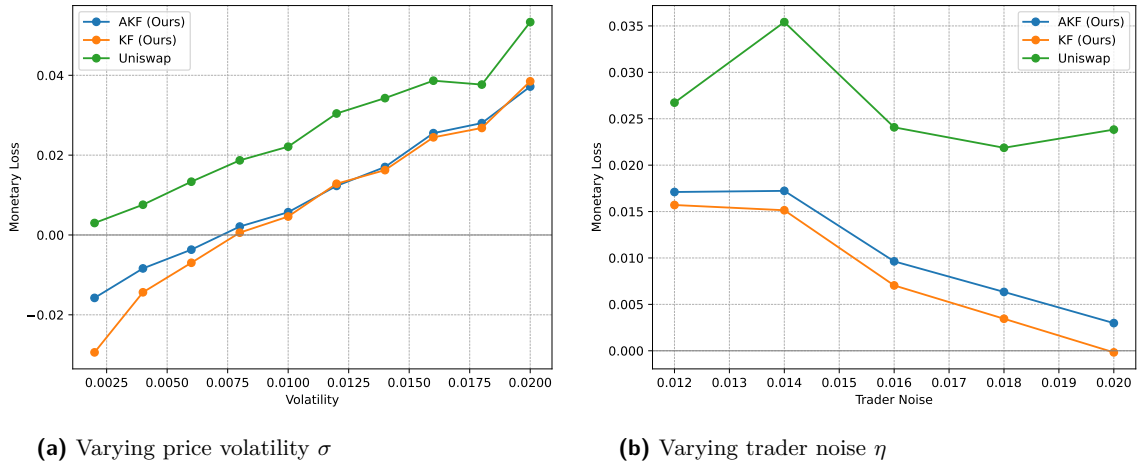 AKF (Ours)
KF (Ours)
Uniswap
0.04
0.02
0.00
−0.02
Monetary Loss
0.0025 0.0050 0.0075 0.0100 0.0125 0.0150 0.0175 0.0200
Volatility
(a) Varying price volatility σ
AKF (Ours)
KF (Ours)
Uniswap
0.035
0.030
0.025
0.020
0.015
0.010
0.005
0.000
Monetary Loss
0.012 0.013 0.014 0.015 0.016 0.017 0.018 0.019 0.020
Trader Noise
(b) Varying trader noise η